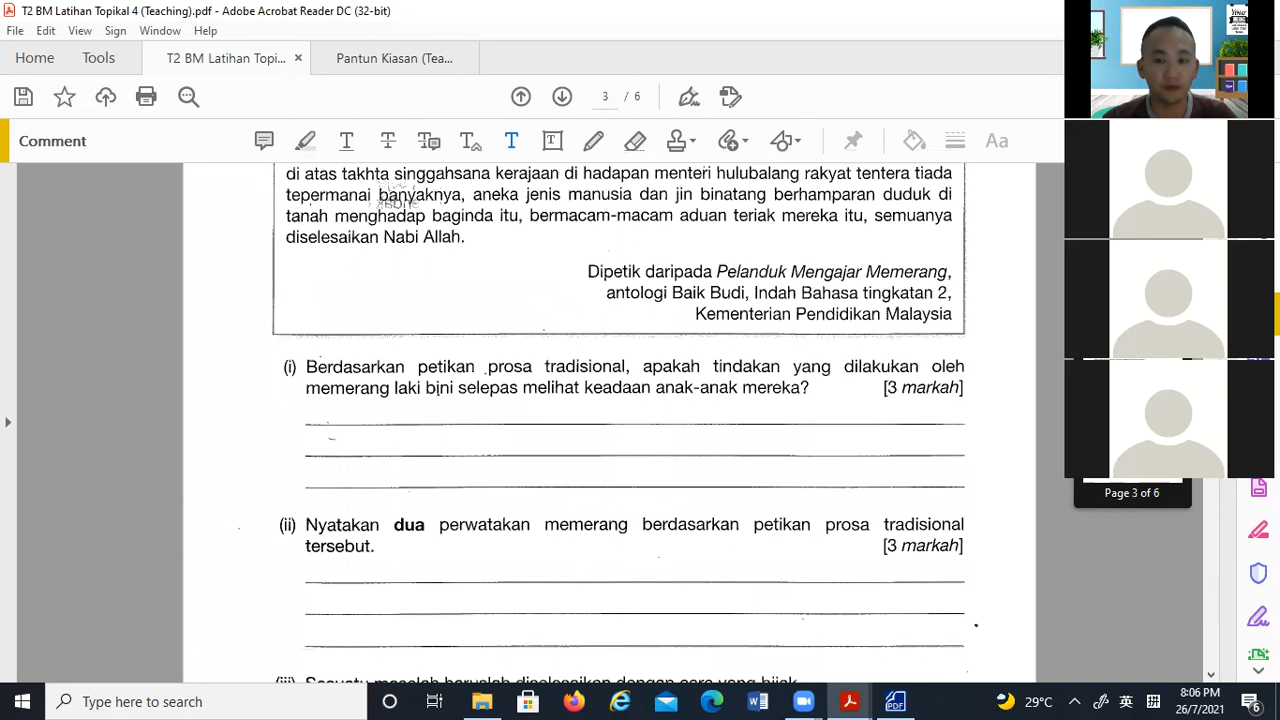 T2 BM Latihan Topikal 4 (Teaching).pdf - Adobe Acrobat Reader DC (32-bit)
File Edit View Sign Window Help
Home Tools T2 BM Latihan Topi... × Pantun Kiasan (Tea...
3 / 6
Comment
Aa
di atas takhta singgahsana kerajaan di hadapan menteri hulubalang rakyat tentera tiada
tepermanai banyaknya, aneka jenis manusia dan jin binatang berhamparan duduk di
tanah menghadap baginda itu, bermacam-macam aduan teriak mereka itu, semuanya
diselesaikan Nabi Allah.
Dipetik daripada Pelanduk Mengajar Memerang,
antologi Baik Budi, Indah Bahasa tingkatan 2,
Kementerian Pendidikan Malaysia
(i) Berdasarkan petikan prosa tradisional, apakah tindakan yang dilakukan oleh
memerang laki bini selepas melihat keadaan anak-anak mereka? [3 markah]
(ii) Nyatakan dua perwatakan memerang berdasarkan petikan prosa tradisional
tersebut. [3 markah]
Page 3 of 6
Type here to search
29°C
英
拼
8:06 PM
26/7/2021
6